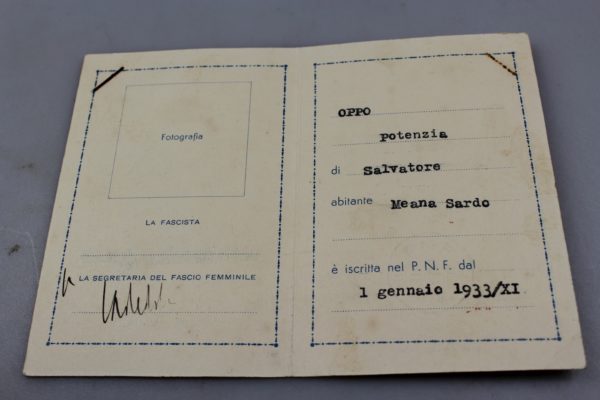 Fotografia
LA FASCISTA
LA SEGRETARIA DEL FASCIO FEMMINILE
OPPO
Potenzia
di Salvatore
abitante Meana Sardo
è iscritta nel P. N. F. dal
1 gennaio 1933/XI